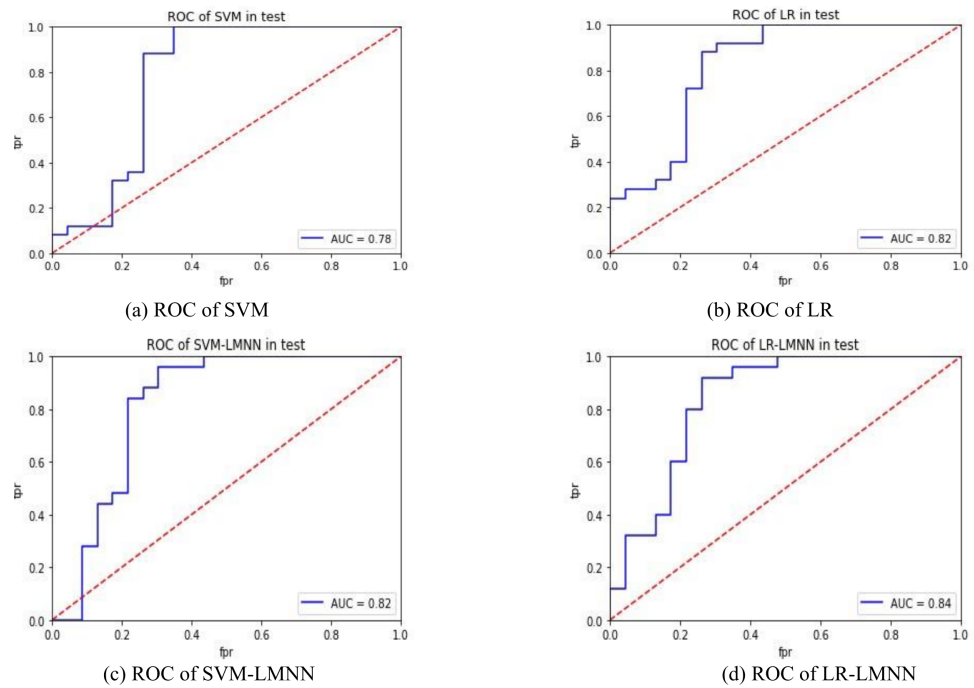 ROC of SVM in test
tpr
1.0
0.8
0.6
0.4
0.2
0.0
AUC = 0.78
0.0 0.2 0.4 0.6 0.8 1.0
fpr
(a) ROC of SVM
ROC of LR in test
tpr
1.0
0.8
0.6
0.4
0.2
0.0
AUC = 0.82
0.0 0.2 0.4 0.6 0.8 1.0
fpr
(b) ROC of LR
ROC of SVM-LMNN in test
tpr
1.0
0.8
0.6
0.4
0.2
0.0
AUC = 0.82
0.0 0.2 0.4 0.6 0.8 1.0
fpr
(c) ROC of SVM-LMNN
ROC of LR-LMNN in test
tpr
1.0
0.8
0.6
0.4
0.2
0.0
AUC = 0.84
0.0 0.2 0.4 0.6 0.8 1.0
fpr
(d) ROC of LR-LMNN